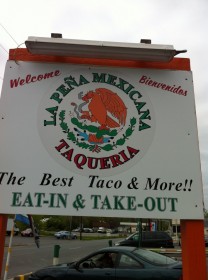 Welcome
Bienvenidos
LA PEÑA MEXICANA
TAQUERIA
The Best Taco & More!!
EAT-IN & TAKE-OUT